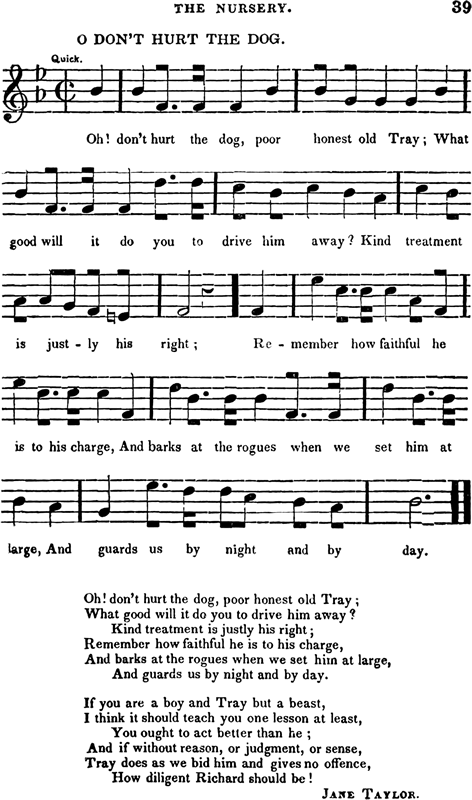 THE NURSERY. 39
O DON'T HURT THE DOG.
Quick.
Oh! don't hurt the dog, poor honest old Tray; What
good will it do you to drive him away? Kind treatment
is just-ly his right; Re-member how faithful he
is to his charge, And barks at the rogues when we set him at
large, And guards us by night and by day.
Oh! don't hurt the dog, poor honest old Tray;
What good will it do you to drive him away?
Kind treatment is justly his right;
Remember how faithful he is to his charge,
And barks at the rogues when we set him at large,
And guards us by night and by day.
If you are a boy and Tray but a beast,
I think it should teach you one lesson at least,
You ought to act better than he;
And if without reason, or judgment, or sense,
Tray does as we bid him and gives no offence,
How diligent Richard should be!
JANE TAYLOR.